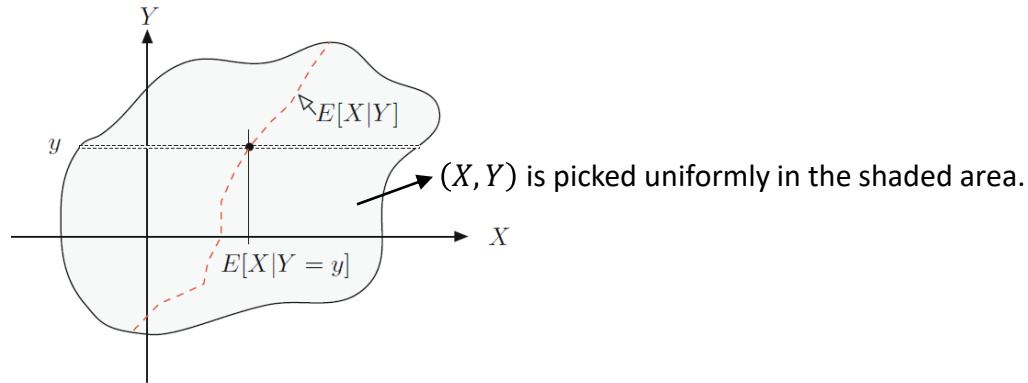 Y
E[X|Y]
y
(X, Y) is picked uniformly in the shaded area.
X
E[X|Y = y]